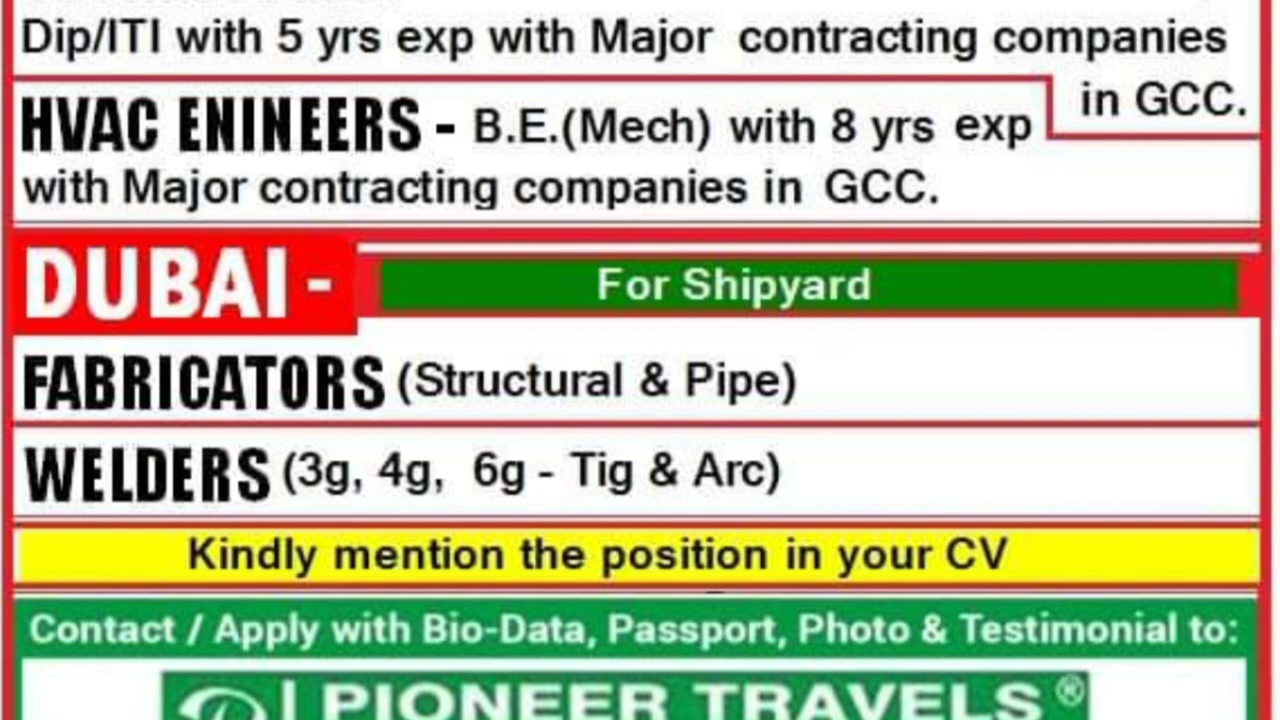 Dip/ITI with 5 yrs exp with Major contracting companies
in GCC.
HVAC ENINEERS - B.E.(Mech) with 8 yrs exp
with Major contracting companies in GCC.
DUBAI - For Shipyard
FABRICATORS (Structural & Pipe)
WELDERS (3g, 4g, 6g - Tig & Arc)
Kindly mention the position in your CV
Contact / Apply with Bio-Data, Passport, Photo & Testimonial to:
PIONEER TRAVELS®